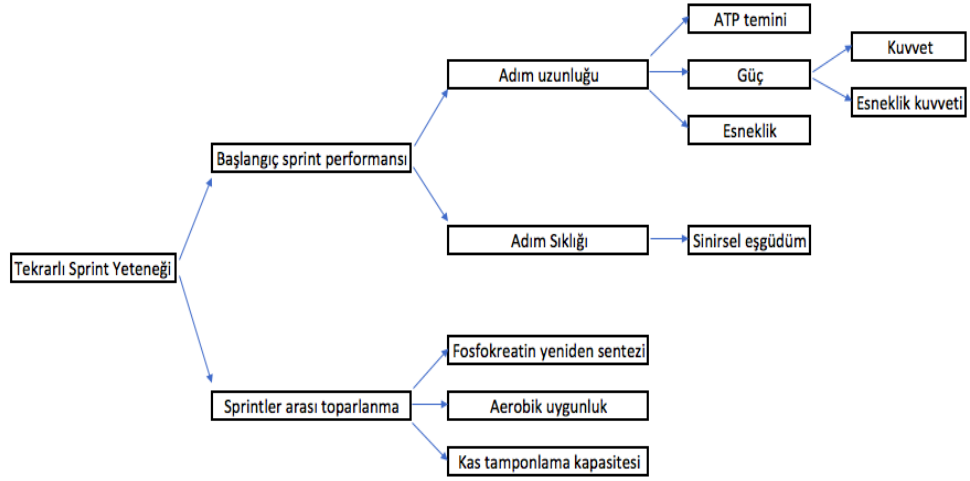 ATP temini
Kuvvet
Adım uzunluğu
Güç
Esneklik kuvveti
Esneklik
Başlangıç sprint performansı
Adım Sıklığı
Sinirsel eşgüdüm
Tekrarlı Sprint Yeteneği
Fosfokreatin yeniden sentezi
Sprintler arası toparlanma
Aerobik uygunluk
Kas tamponlama kapasitesi